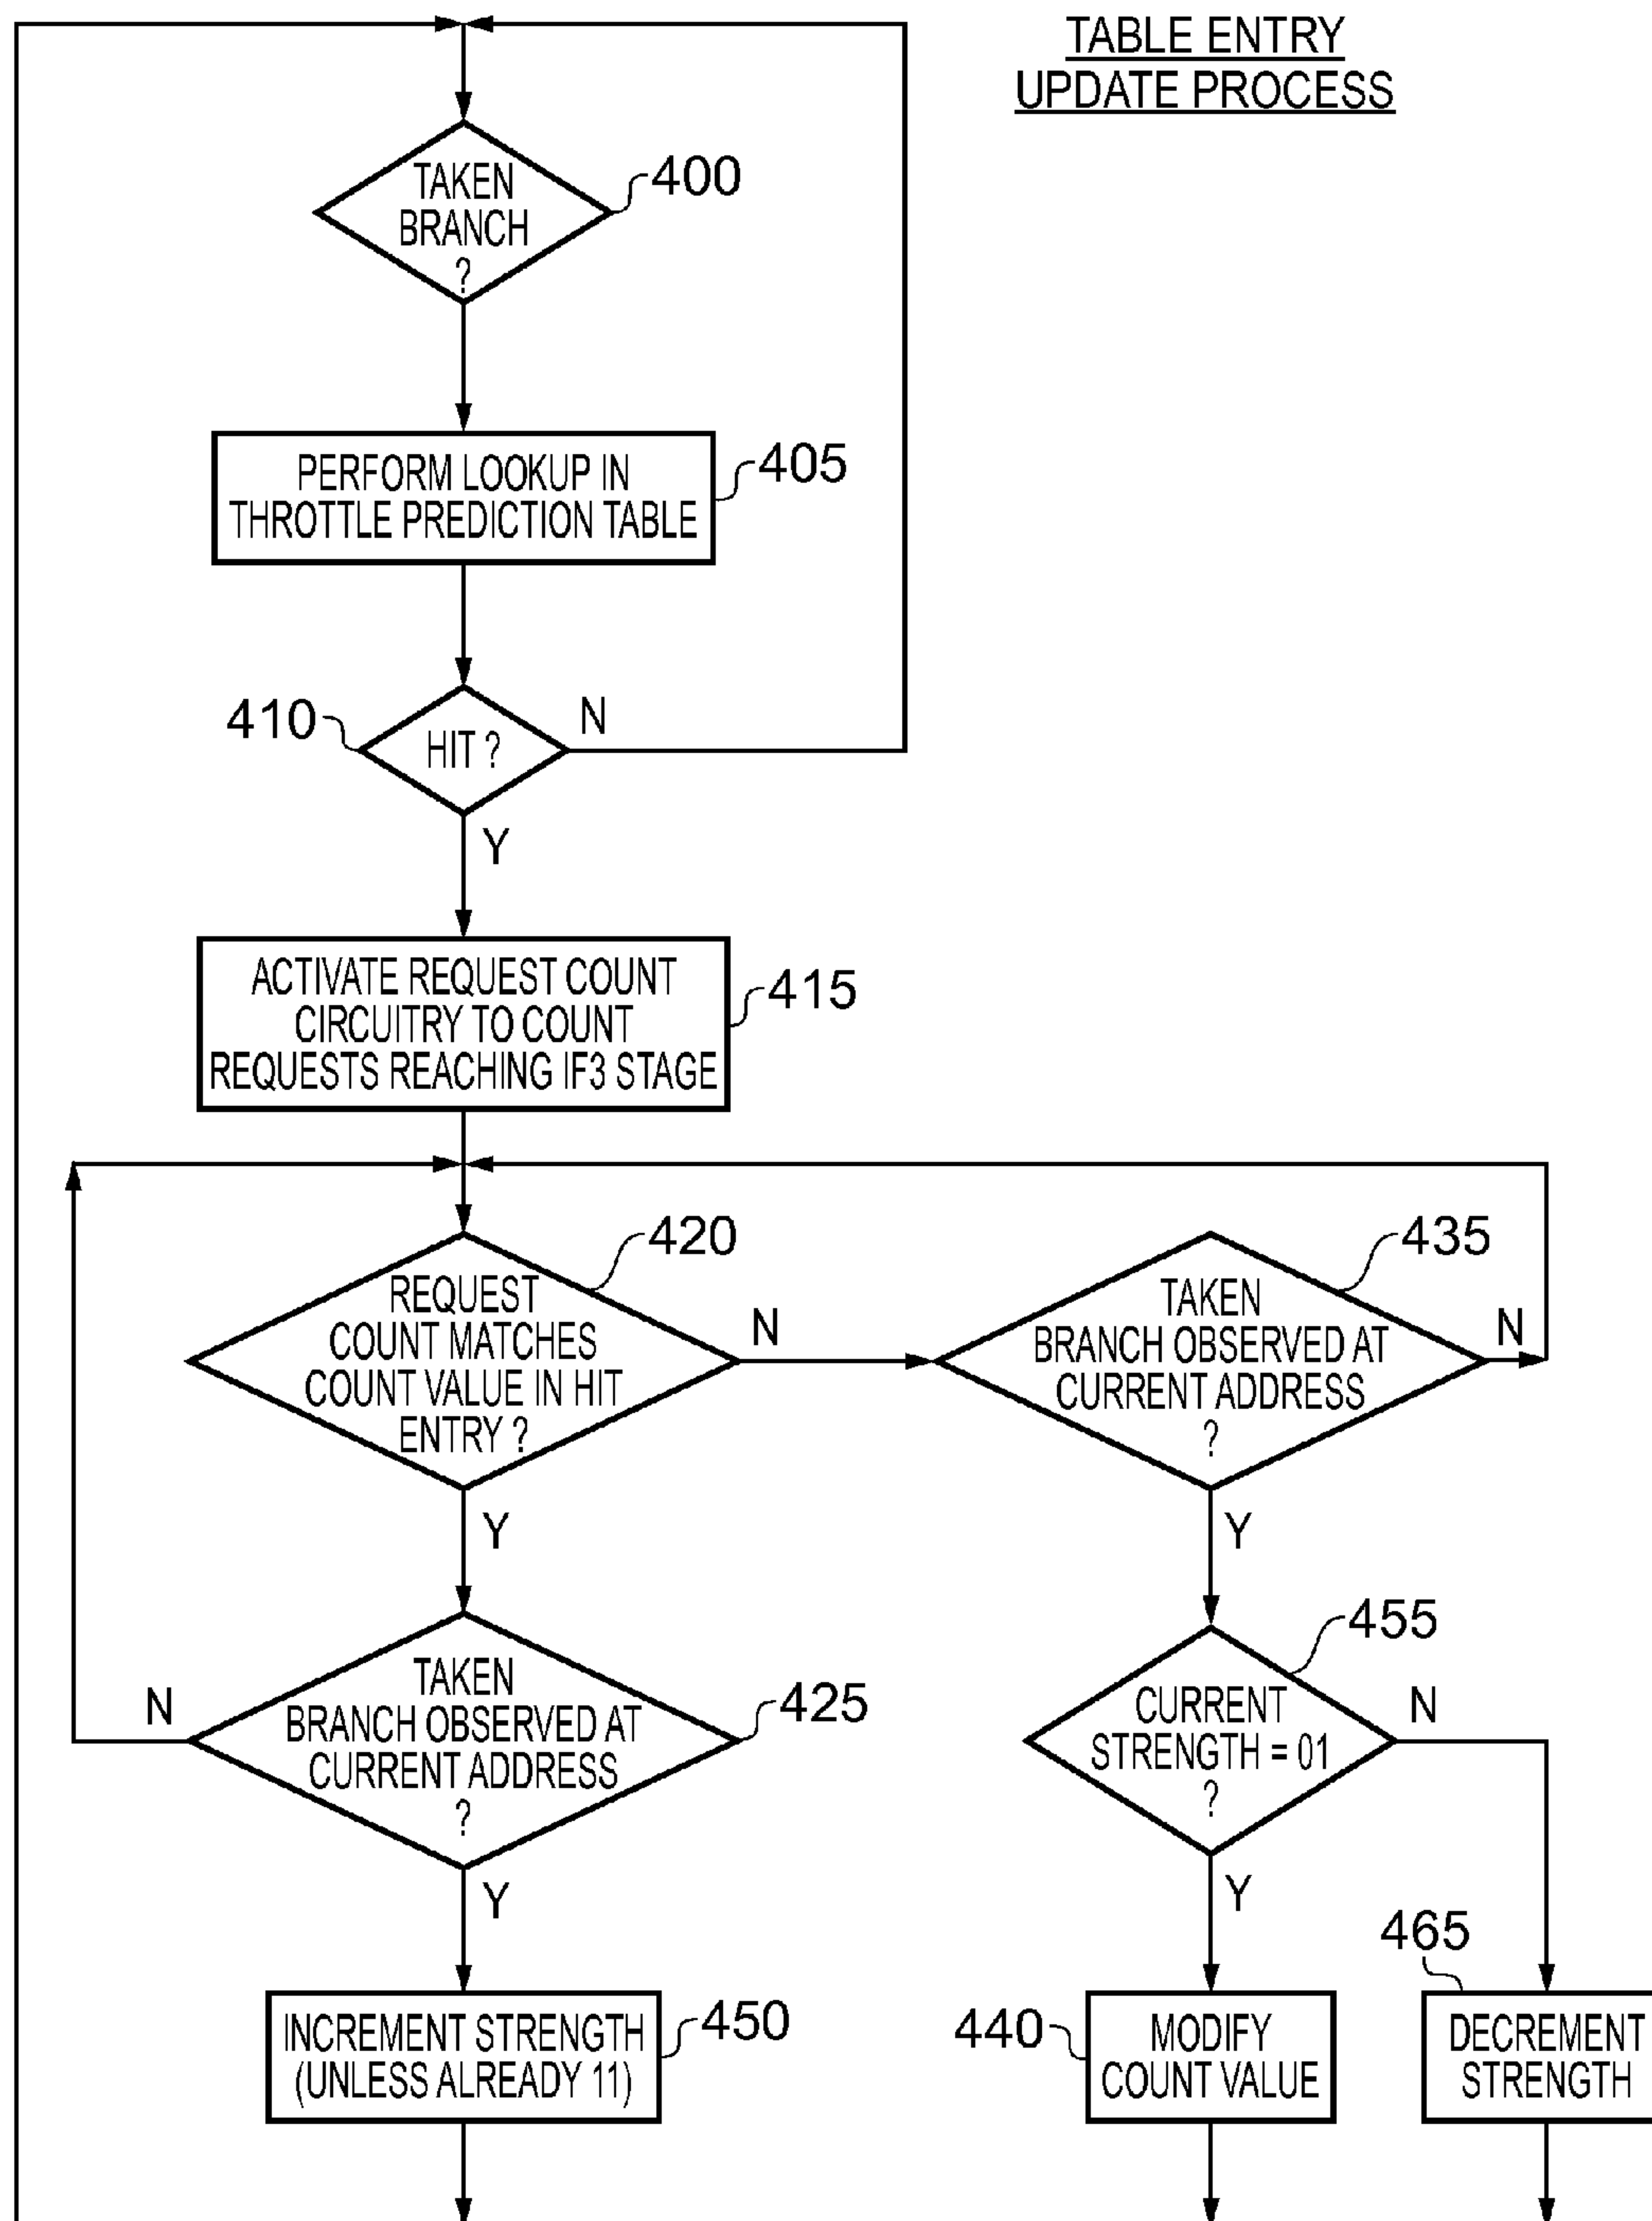 TABLE ENTRY
UPDATE PROCESS
TAKEN
BRANCH
?
400
PERFORM LOOKUP IN
THROTTLE PREDICTION TABLE
405
410
HIT ?
N
Y
ACTIVATE REQUEST COUNT
CIRCUITRY TO COUNT
REQUESTS REACHING IF3 STAGE
415
REQUEST
COUNT MATCHES
COUNT VALUE IN HIT
ENTRY ?
420
N
Y
TAKEN
BRANCH OBSERVED AT
CURRENT ADDRESS
?
435
N
Y
TAKEN
BRANCH OBSERVED AT
CURRENT ADDRESS
?
425
N
Y
CURRENT
STRENGTH = 01
?
455
N
Y
INCREMENT STRENGTH
(UNLESS ALREADY 11)
450
440
MODIFY
COUNT VALUE
465
DECREMENT
STRENGTH